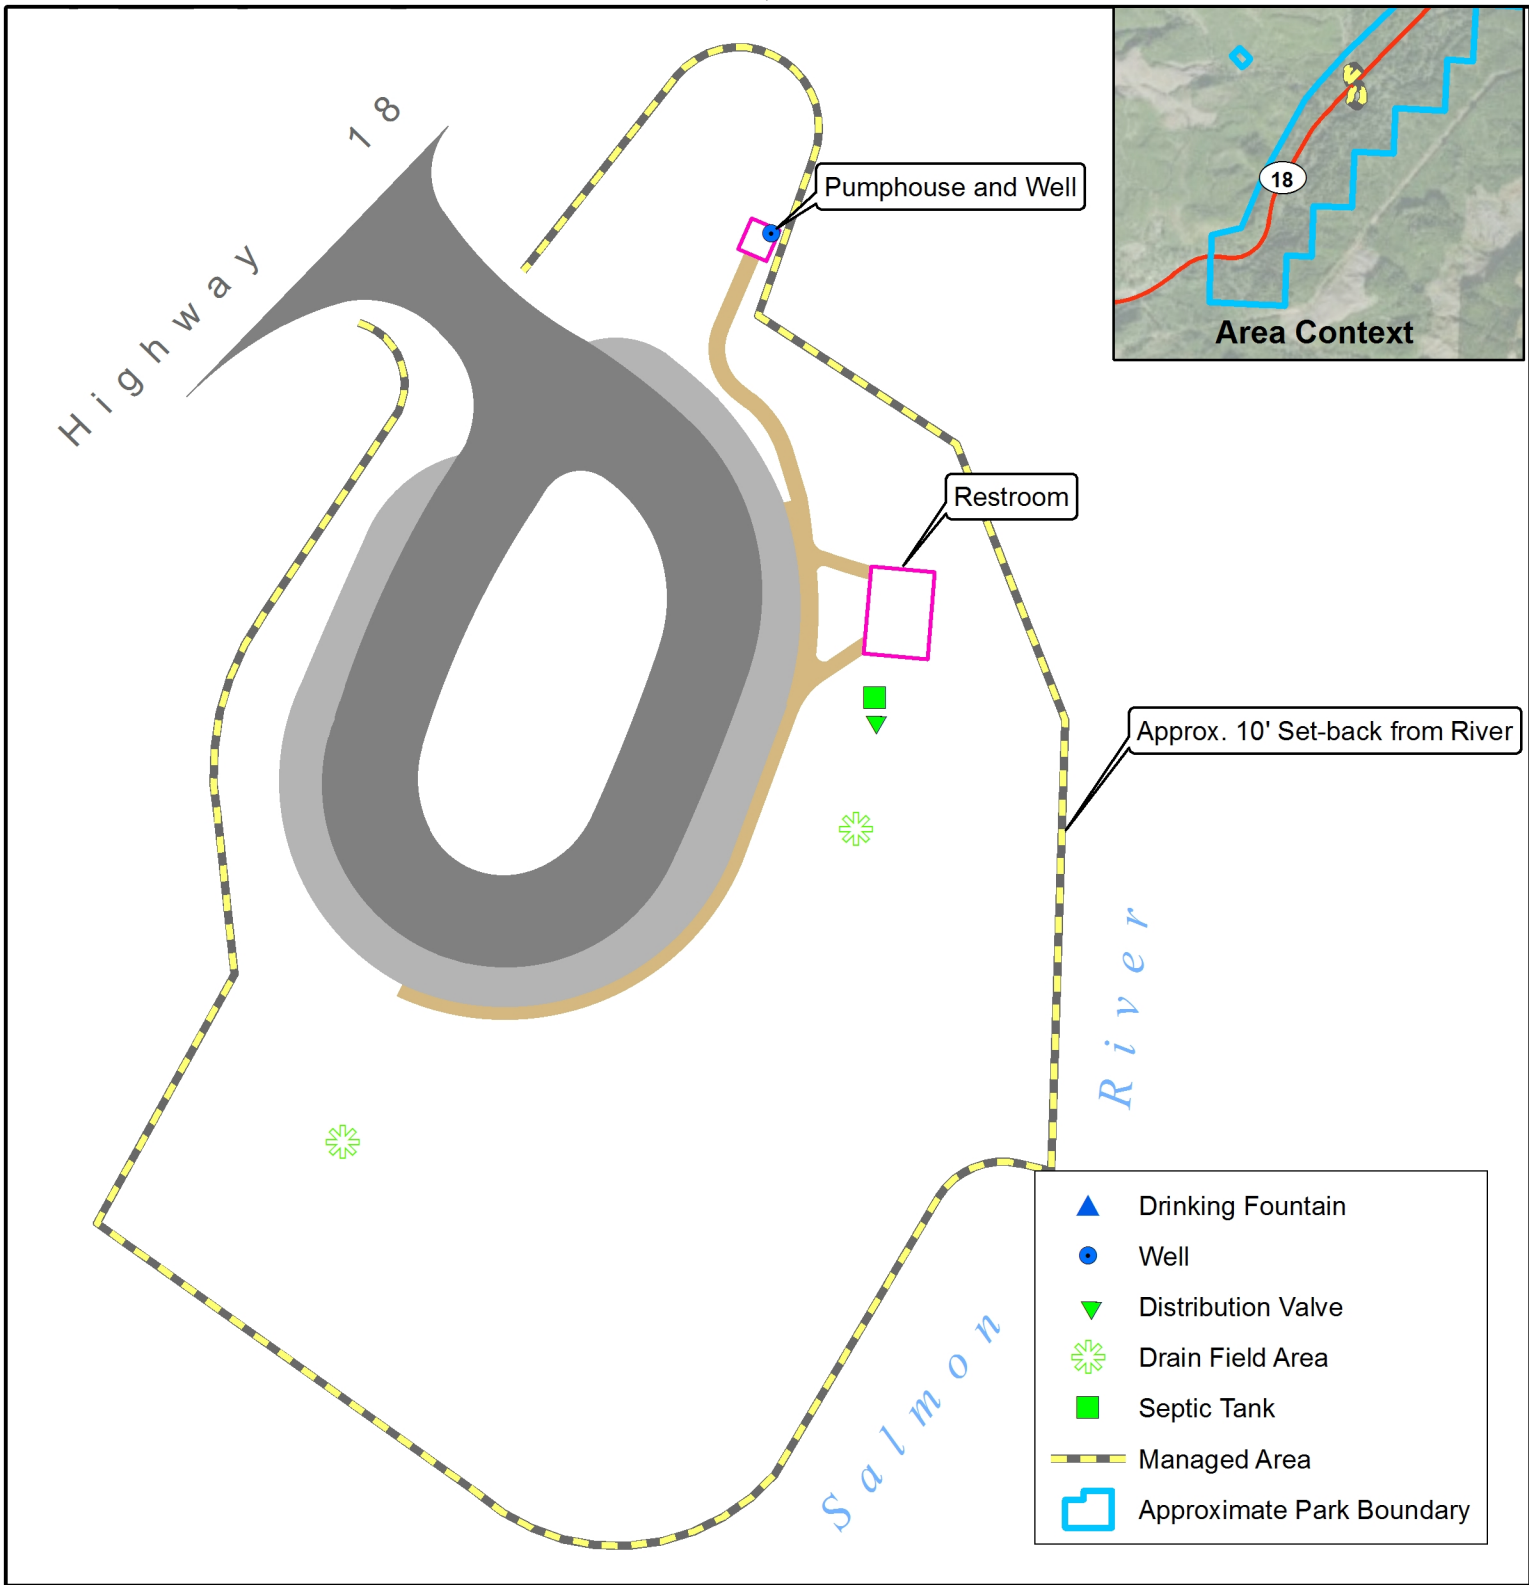 Highway 18
Pumphouse and Well
18
Area Context
Restroom
Approx. 10' Set-back from River
Salmon River
Drinking Fountain
Well
Distribution Valve
Drain Field Area
Septic Tank
Managed Area
Approximate Park Boundary